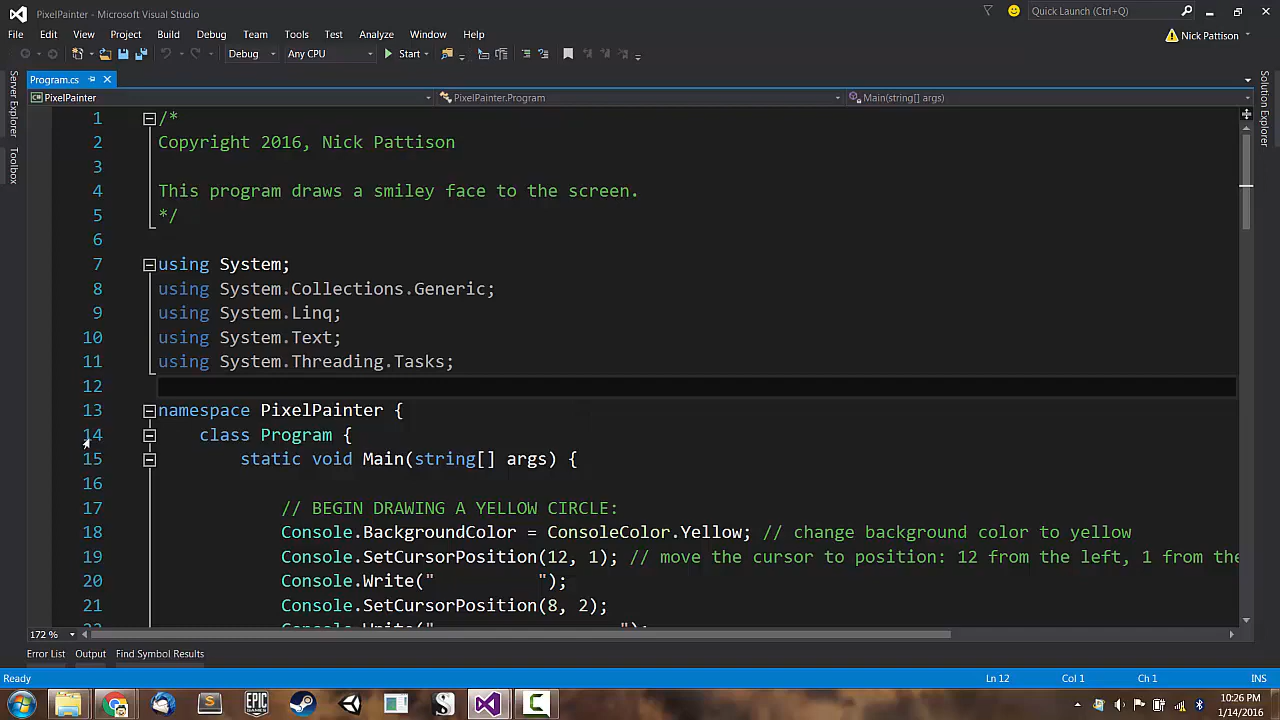 PixelPainter - Microsoft Visual Studio
Quick Launch (Ctrl+Q)
File Edit View Project Build Debug Team Tools Test Analyze Window Help
Nick Pattison
Debug Any CPU Start
Server Explorer
Toolbox
Solution Explorer
Program.cs
PixelPainter PixelPainter.Program Main(string[] args)
1 /*
2 Copyright 2016, Nick Pattison
3
4 This program draws a smiley face to the screen.
5 */
6
7 using System;
8 using System.Collections.Generic;
9 using System.Linq;
10 using System.Text;
11 using System.Threading.Tasks;
12
13 namespace PixelPainter {
14 class Program {
15 static void Main(string[] args) {
16
17 // BEGIN DRAWING A YELLOW CIRCLE:
18 Console.BackgroundColor = ConsoleColor.Yellow; // change background color to yellow
19 Console.SetCursorPosition(12, 1); // move the cursor to position: 12 from the left, 1 from the
20 Console.Write("          ");
21 Console.SetCursorPosition(8, 2);
172 %
Error List Output Find Symbol Results
Ready Ln 12 Col 1 Ch 1 INS
EPIC GAMES
10:26 PM
1/14/2016